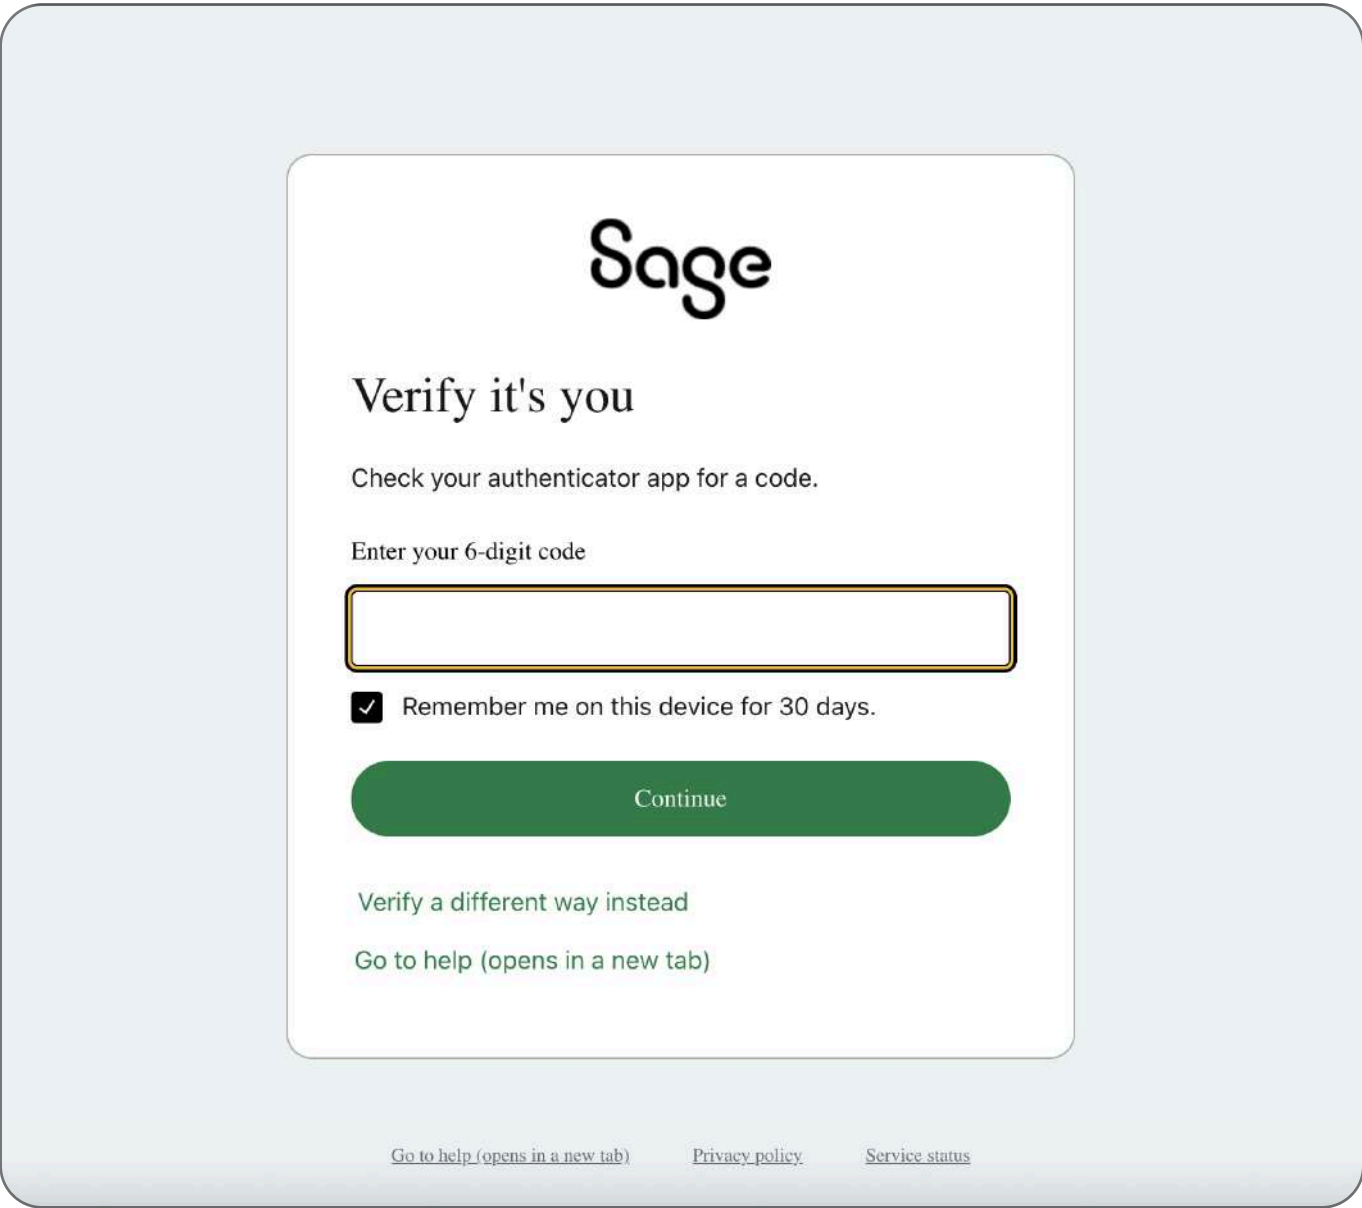 Sage
Verify it's you
Check your authenticator app for a code.
Enter your 6-digit code
Remember me on this device for 30 days.
Continue
Verify a different way instead
Go to help (opens in a new tab)
Go to help (opens in a new tab) Privacy policy Service status